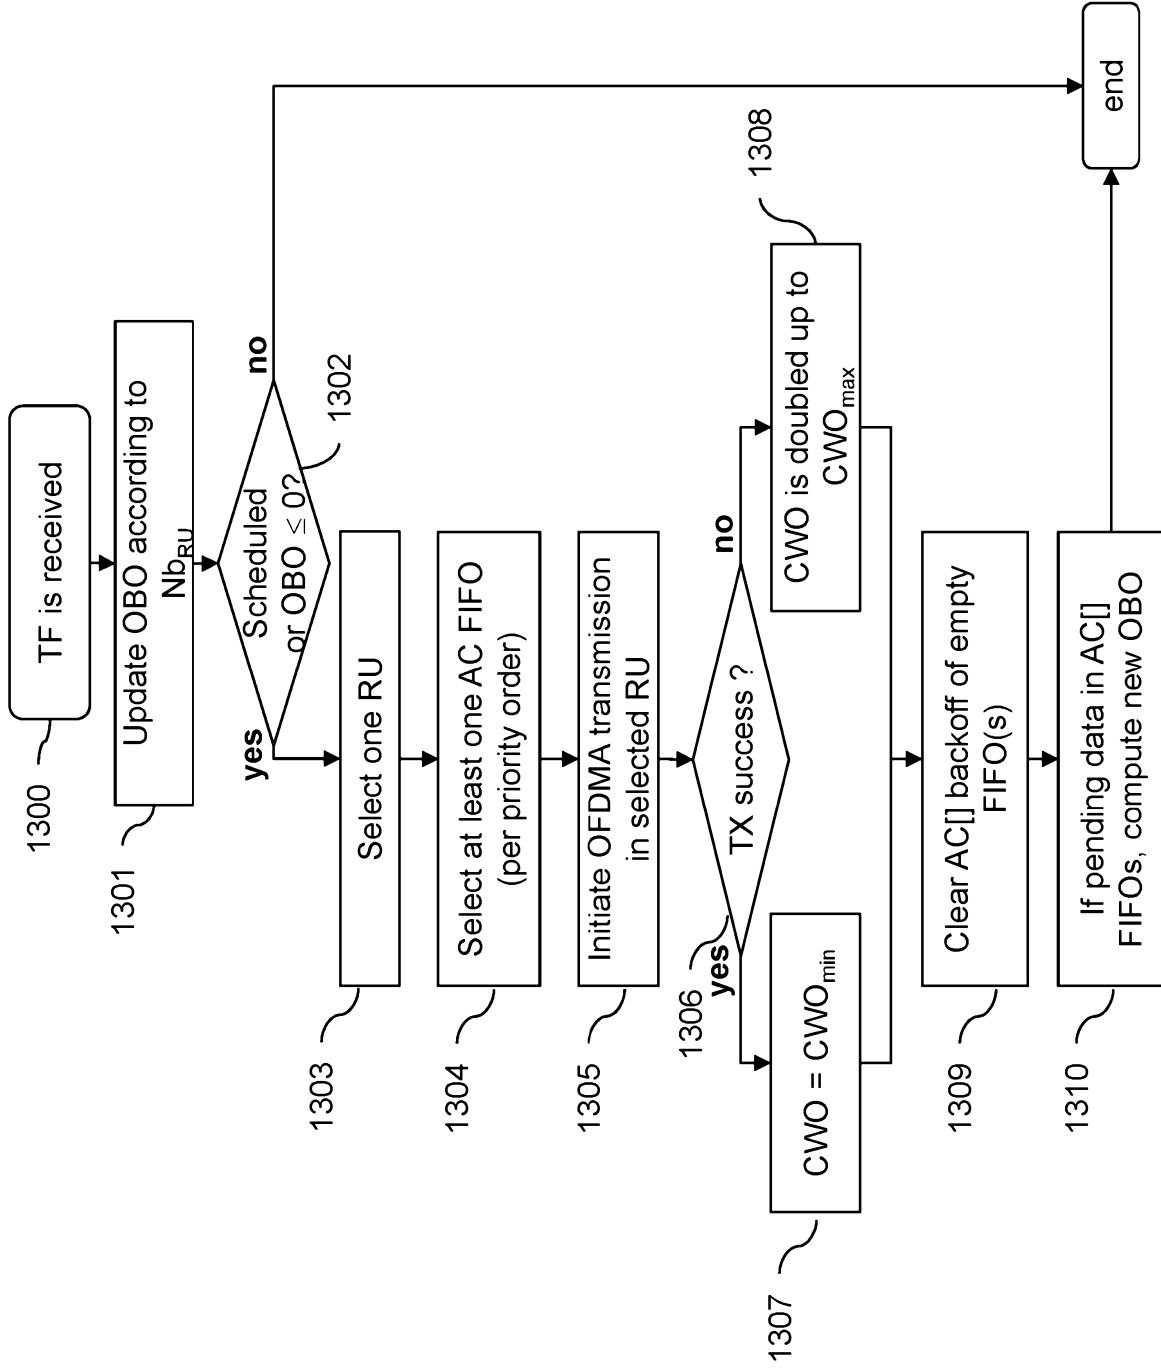 TF is received
1300
Update OBO according to
Nb_RU
1301
Scheduled
or OBO ≤ 0?
1302
yes
no
Select one RU
1303
Select at least one AC FIFO
(per priority order)
1304
Initiate OFDMA transmission
in selected RU
1305
TX success ?
1306
yes
no
CWO = CWO_min
1307
CWO is doubled up to
CWO_max
1308
Clear AC[] backoff of empty
FIFO(s)
1309
If pending data in AC[]
FIFOs, compute new OBO
1310
end